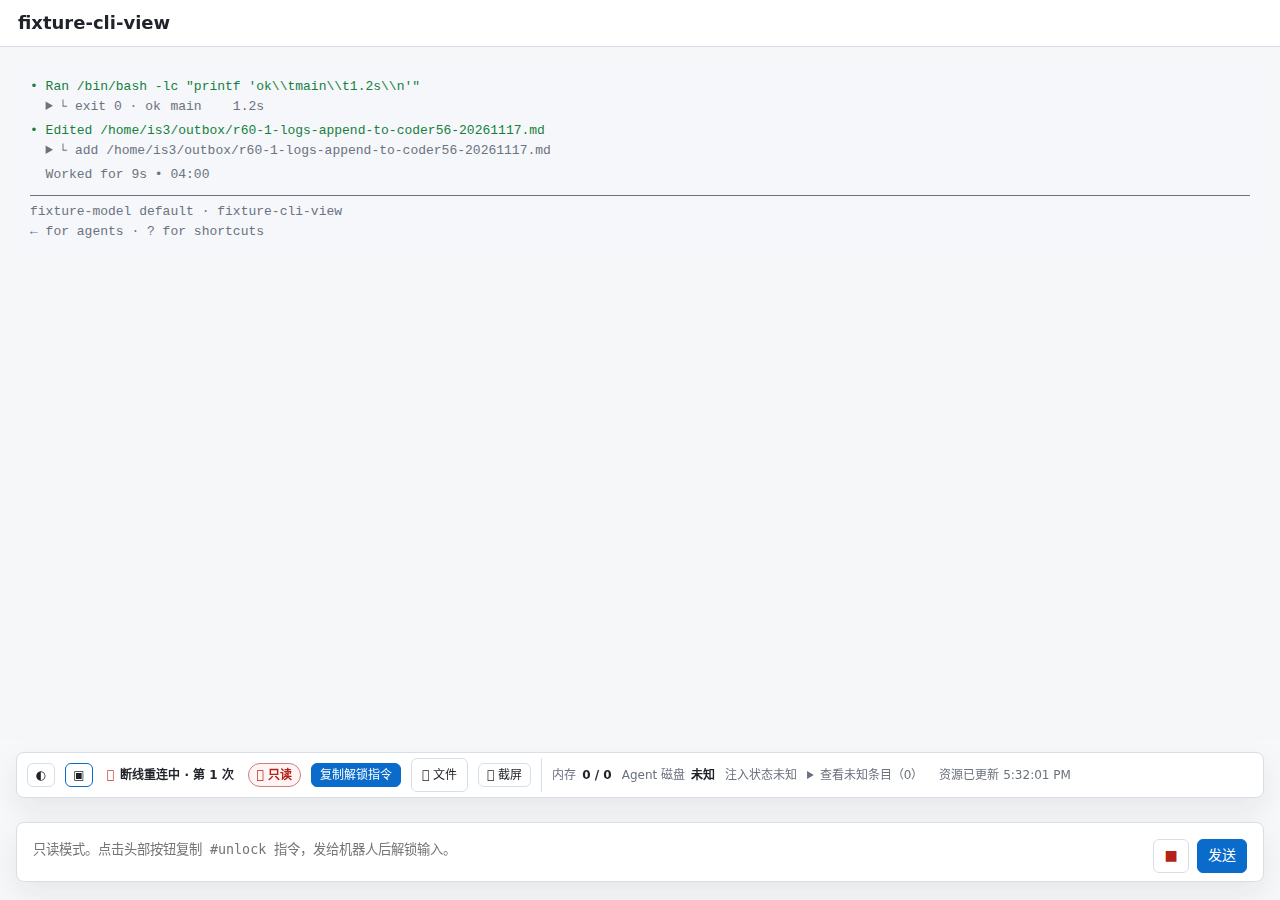 fixture-cli-view
• Ran /bin/bash -lc "printf 'ok\\tmain\\t1.2s\\n'"
▶ └ exit 0 · ok main    1.2s
• Edited /home/is3/outbox/r60-1-logs-append-to-coder56-20261117.md
▶ └ add /home/is3/outbox/r60-1-logs-append-to-coder56-20261117.md
Worked for 9s • 04:00
fixture-model default · fixture-cli-view
← for agents · ? for shortcuts
断线重连中 · 第 1 次 只读 复制解锁指令 文件 截屏 内存 0 / 0 Agent 磁盘 未知 注入状态未知 ▶ 查看未知条目（0） 资源已更新 5:32:01 PM
只读模式。点击头部按钮复制 #unlock 指令，发给机器人后解锁输入。
发送